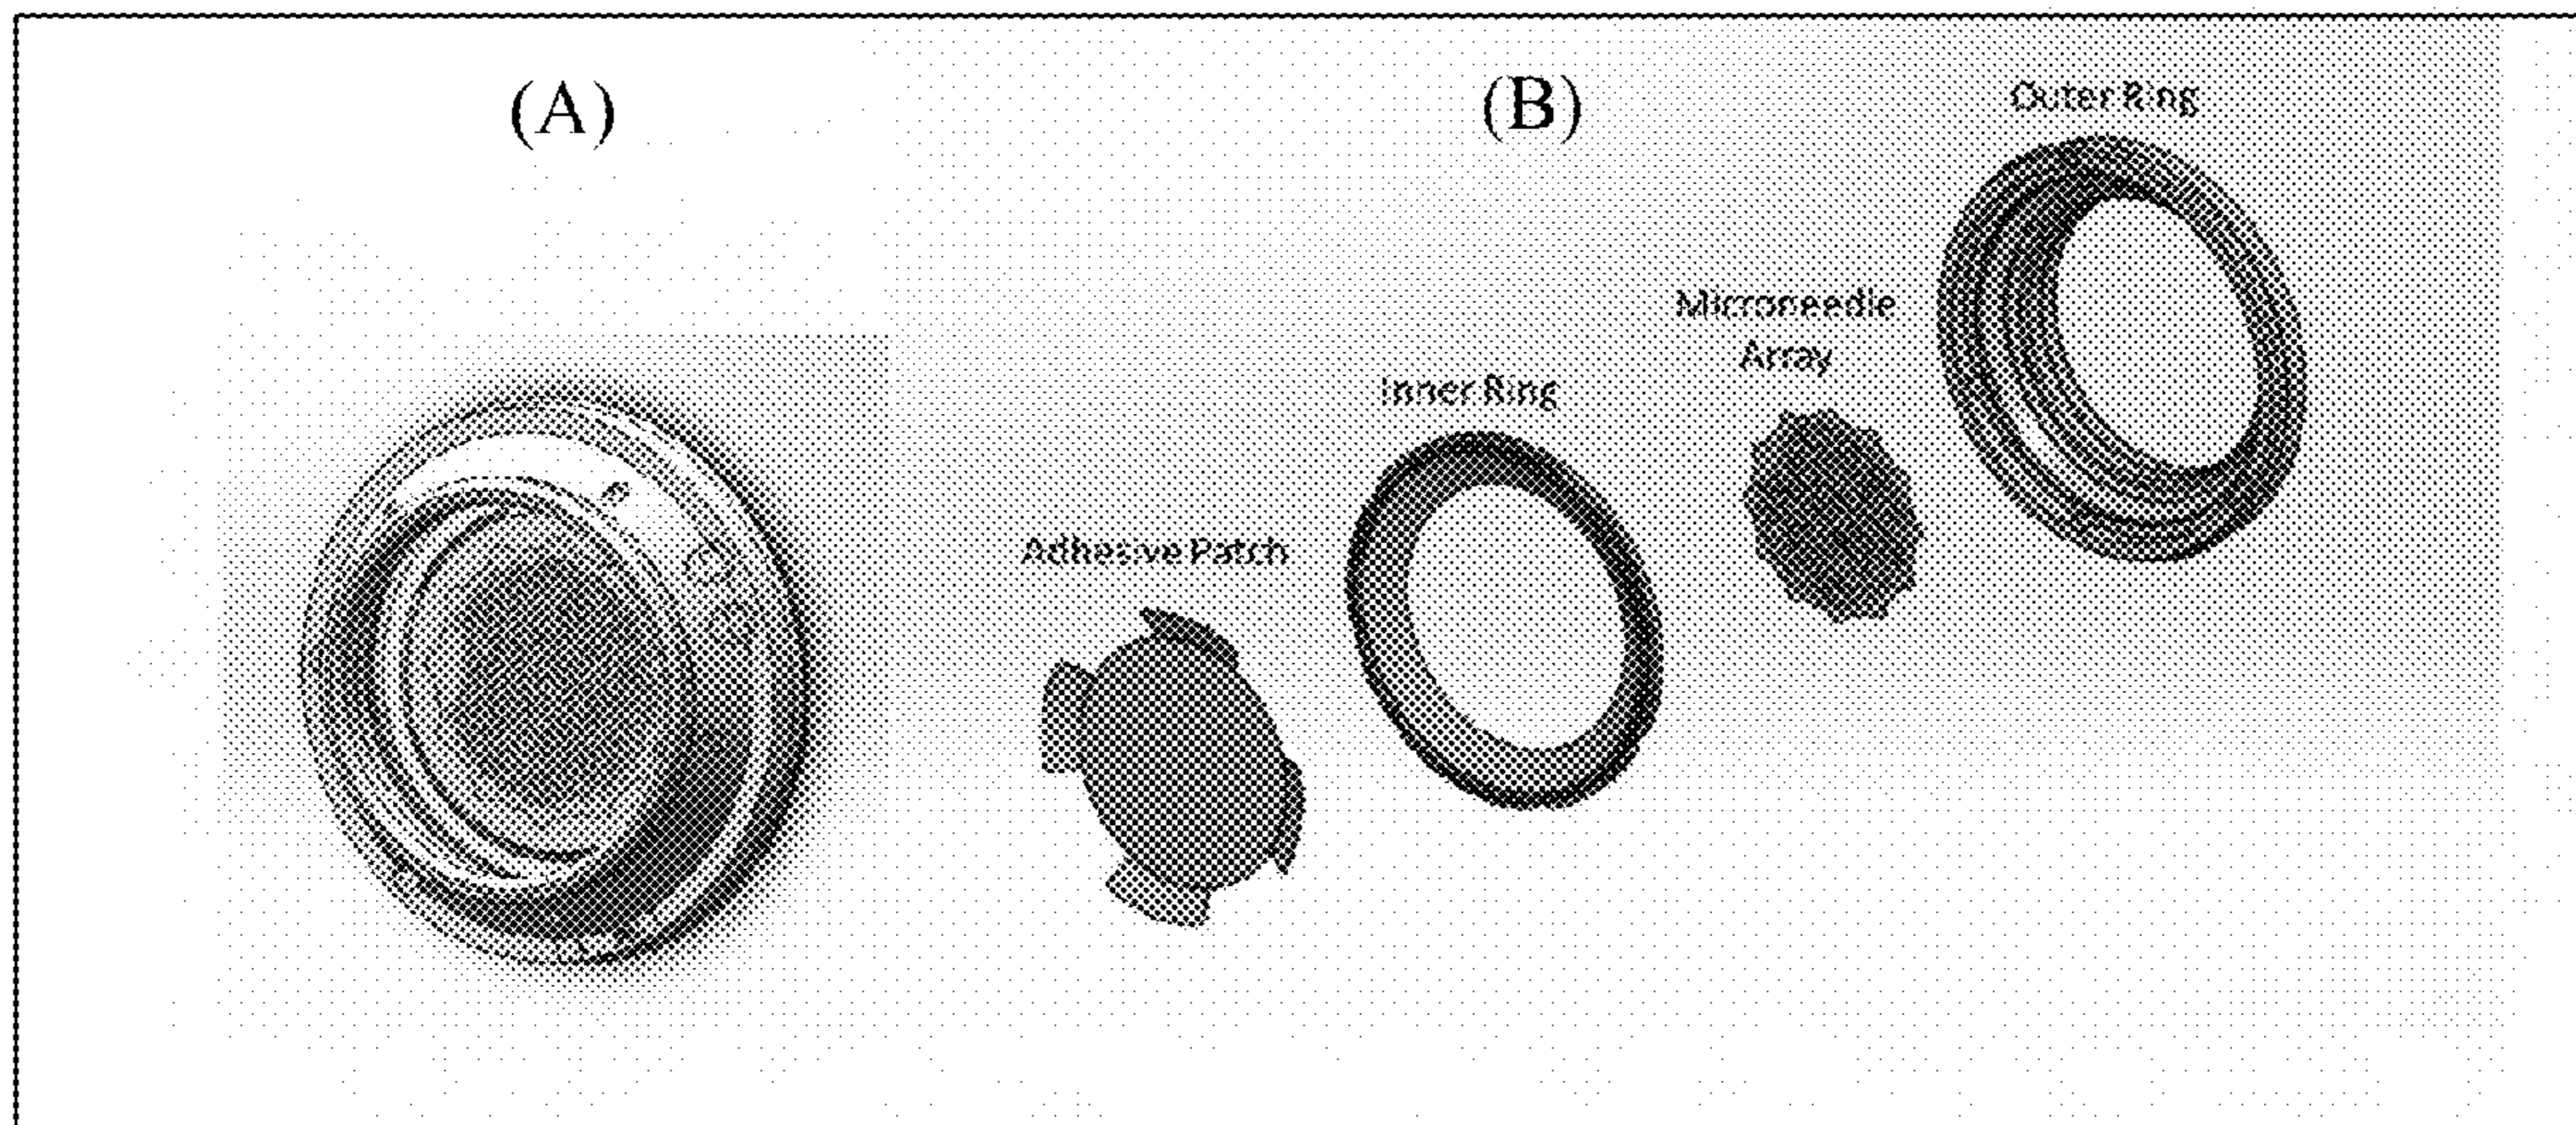 (A)
(B)
Outer Ring
Microneedle
Array
Inner Ring
Adhesive Patch